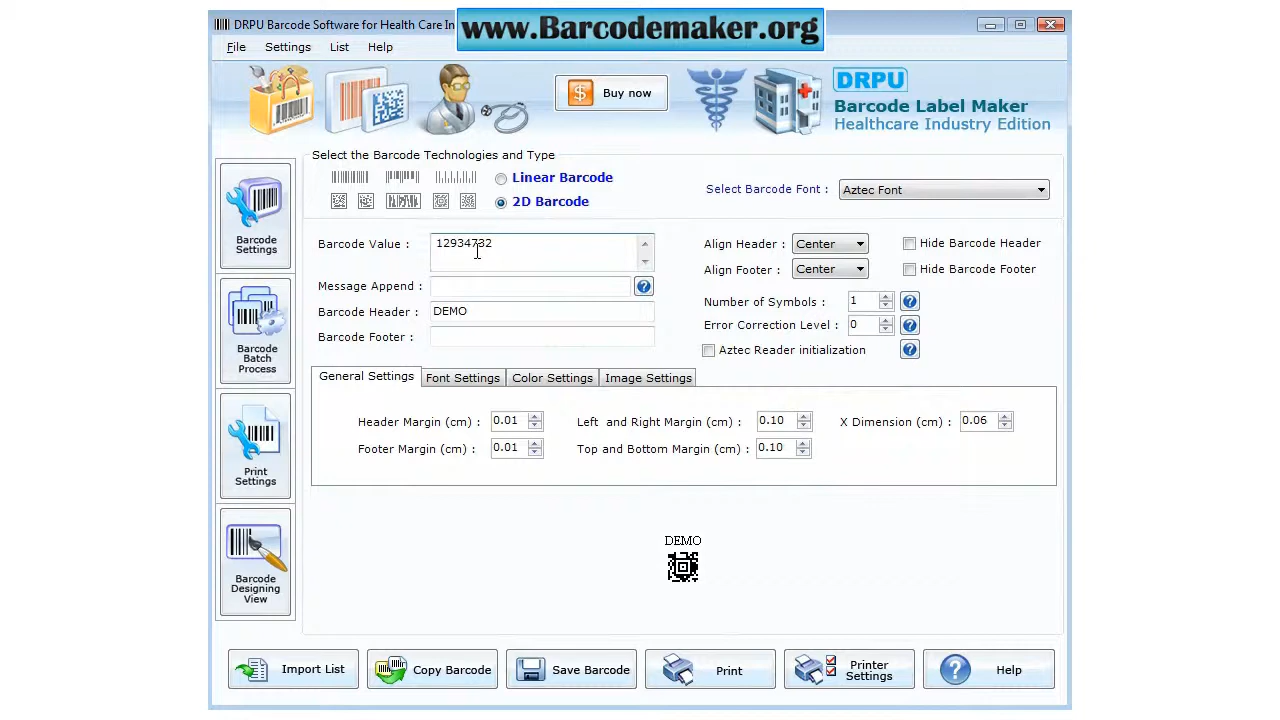 DRPU Barcode Software for Health Care In
www.Barcodemaker.org
File Settings List Help
Buy now
DRPU
Barcode Label Maker
Healthcare Industry Edition
Select the Barcode Technologies and Type
Linear Barcode
2D Barcode
Select Barcode Font :
Aztec Font
Barcode Settings
Barcode Batch Process
Print Settings
Barcode Designing View
Barcode Value : 12934732
Message Append :
Barcode Header : DEMO
Barcode Footer :
Align Header : Center
Hide Barcode Header
Align Footer : Center
Hide Barcode Footer
Number of Symbols : 1
Error Correction Level : 0
Aztec Reader initialization
General Settings Font Settings Color Settings Image Settings
Header Margin (cm) : 0.01 Left and Right Margin (cm) : 0.10 X Dimension (cm) : 0.06
Footer Margin (cm) : 0.01 Top and Bottom Margin (cm) : 0.10
DEMO
Import List
Copy Barcode
Save Barcode
Print
Printer Settings
Help